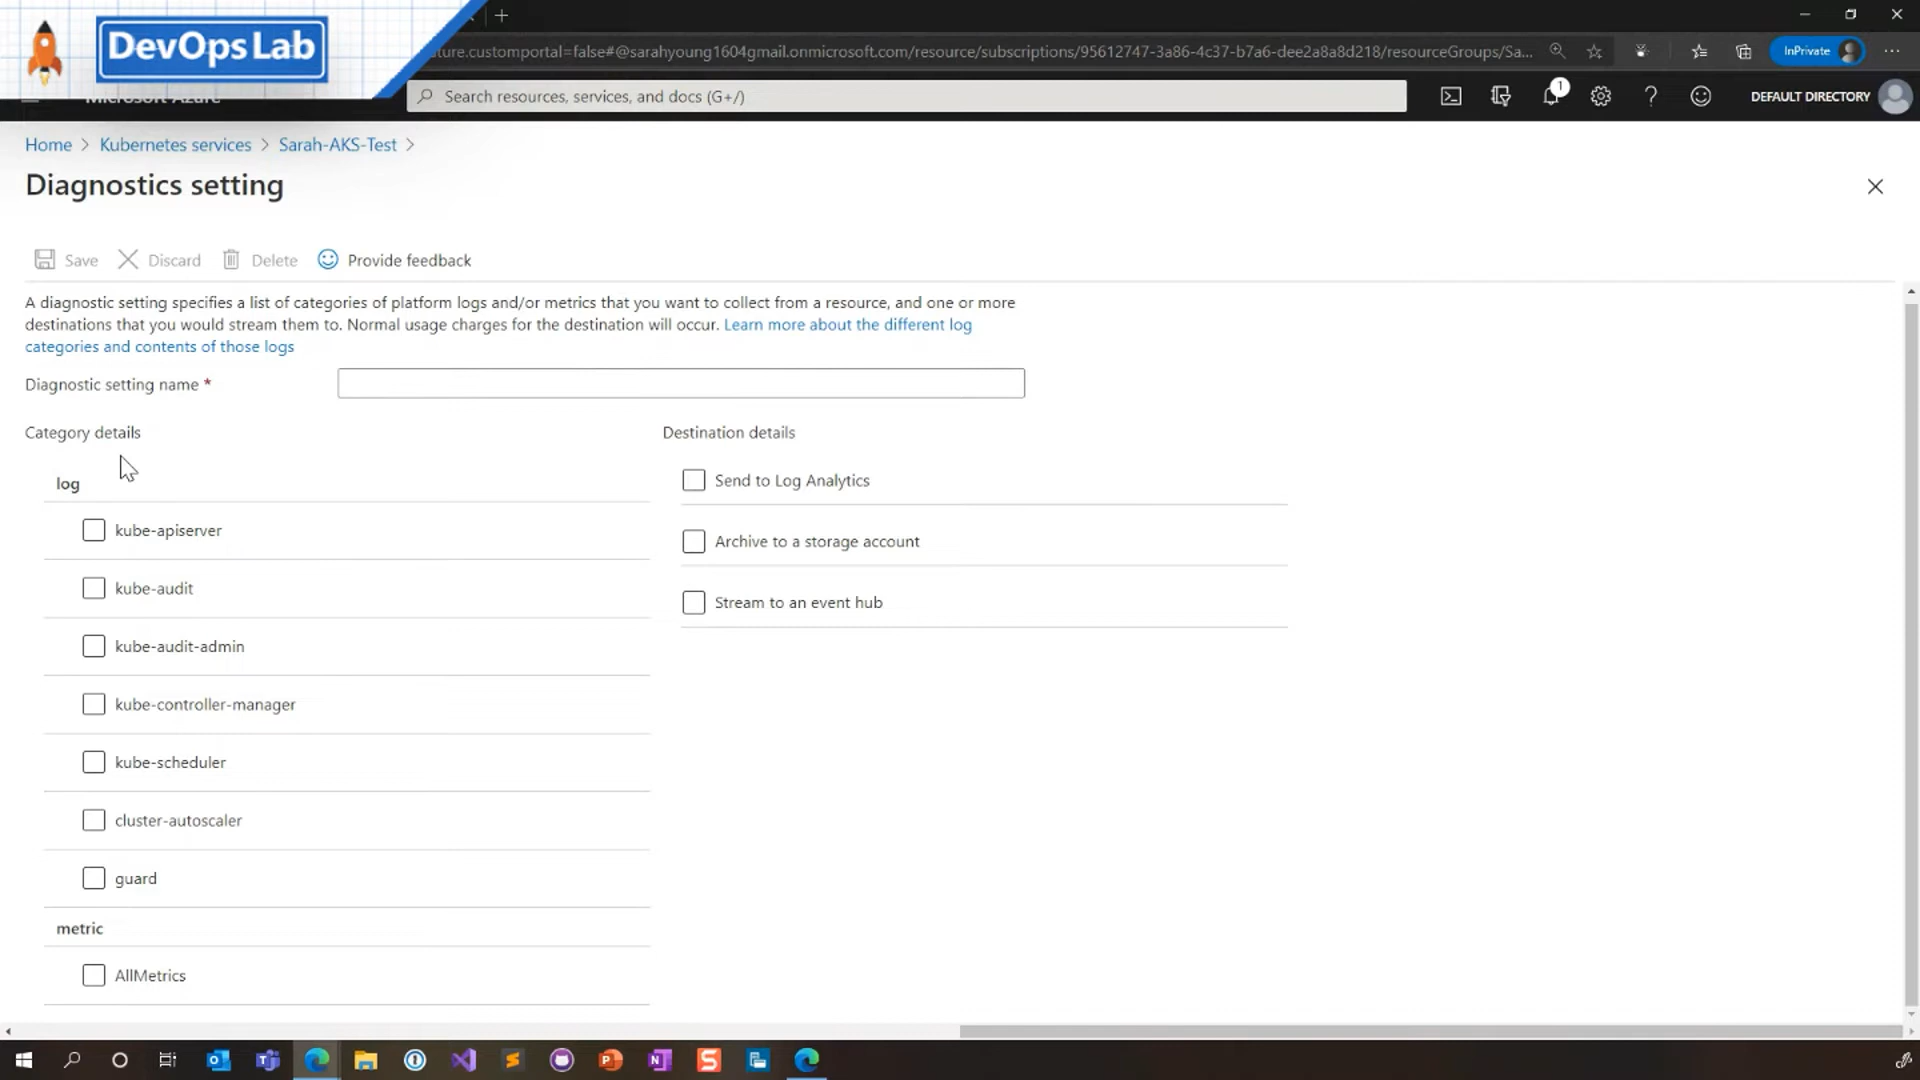 DevOps Lab
ture.customportal=false#@sarahyoung1604gmail.onmicrosoft.com/resource/subscriptions/95612747-3a86-4c37-b7a6-dee2a8a8d218/resourceGroups/Sa...
InPrivate
Microsoft Azure
Search resources, services, and docs (G+/)
1
DEFAULT DIRECTORY
Home > Kubernetes services > Sarah-AKS-Test >
Diagnostics setting
Save Discard Delete Provide feedback
A diagnostic setting specifies a list of categories of platform logs and/or metrics that you want to collect from a resource, and one or more
destinations that you would stream them to. Normal usage charges for the destination will occur. Learn more about the different log
categories and contents of those logs
Diagnostic setting name *
Category details
Destination details
log
Send to Log Analytics
kube-apiserver
Archive to a storage account
kube-audit
Stream to an event hub
kube-audit-admin
kube-controller-manager
kube-scheduler
cluster-autoscaler
guard
metric
AllMetrics